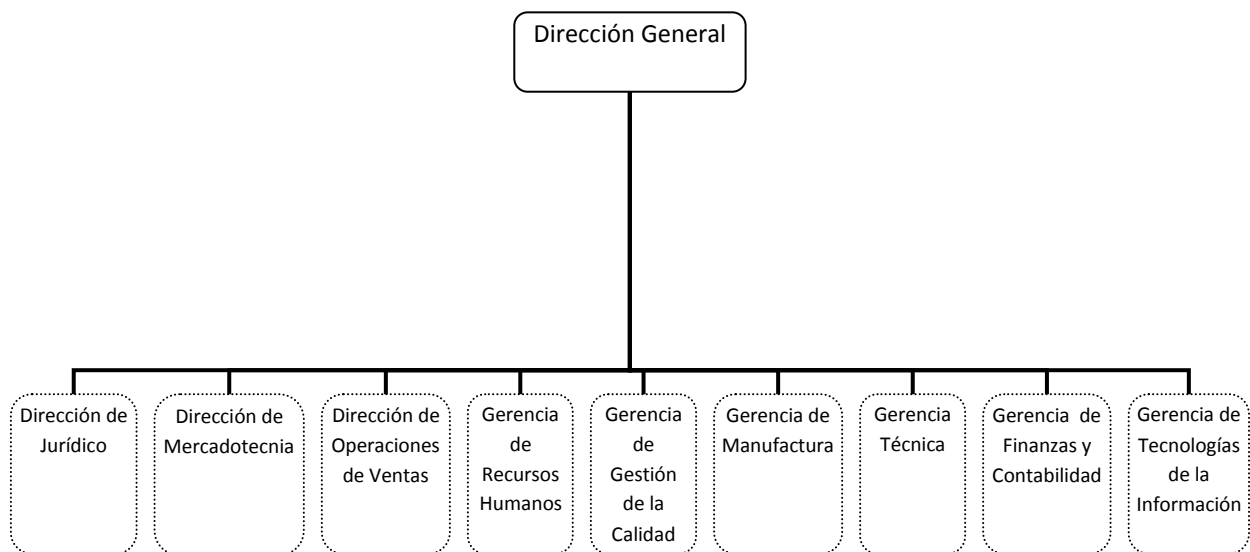 Dirección General
Dirección de
Jurídico
Dirección de
Mercadotecnia
Dirección de
Operaciones
de Ventas
Gerencia
de
Recursos
Humanos
Gerencia
de
Gestión
de la
Calidad
Gerencia de
Manufactura
Gerencia
Técnica
Gerencia de
Finanzas y
Contabilidad
Gerencia de
Tecnologías
de la
Información